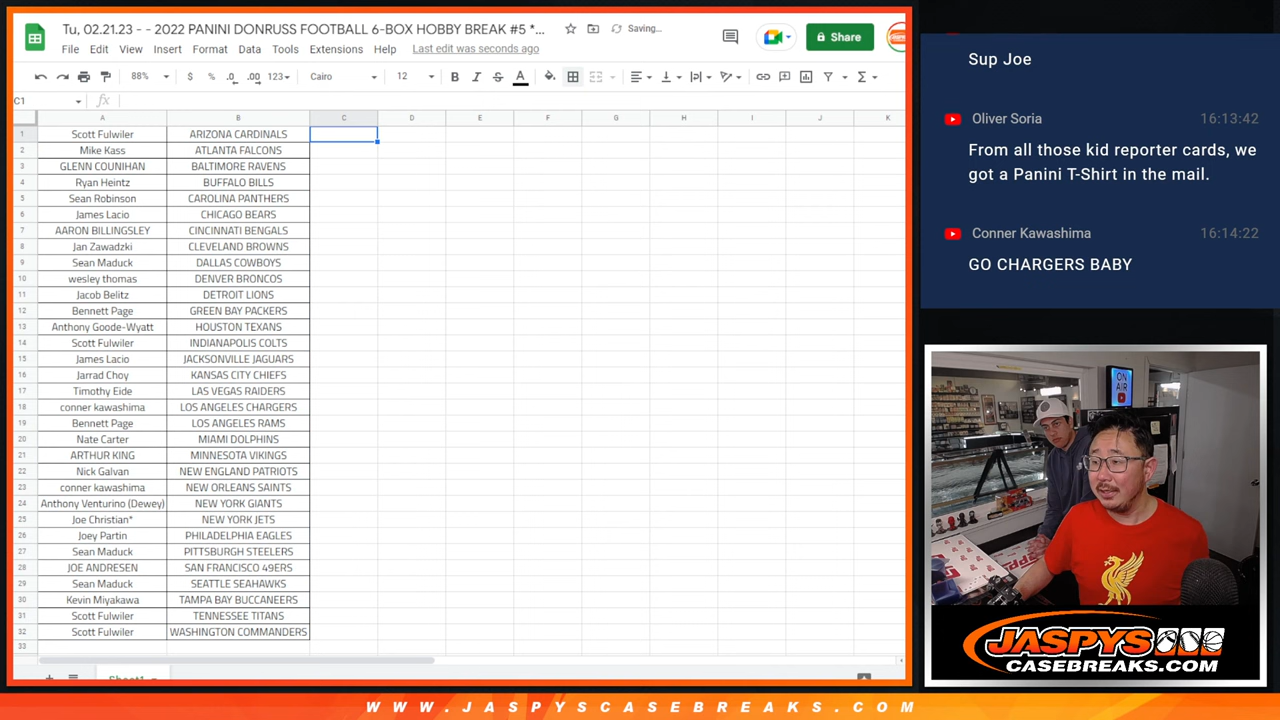 Tu, 02.21.23 - - 2022 PANINI DONRUSS FOOTBALL 6-BOX HOBBY BREAK #5 *...
Saving...
File Edit View Insert Format Data Tools Extensions Help Last edit was seconds ago
Share
88% $ % .0 .00 123 Cairo 12 B I A
C1 fx
A B C D E F G H I J K
1 Scott Fulwiler ARIZONA CARDINALS
2 Mike Kass ATLANTA FALCONS
3 GLENN COUNIHAN BALTIMORE RAVENS
4 Ryan Heintz BUFFALO BILLS
5 Sean Robinson CAROLINA PANTHERS
6 James Lacio CHICAGO BEARS
7 AARON BILLINGSLEY CINCINNATI BENGALS
8 Jan Zawadzki CLEVELAND BROWNS
9 Sean Maduck DALLAS COWBOYS
10 wesley thomas DENVER BRONCOS
11 Jacob Belitz DETROIT LIONS
12 Bennett Page GREEN BAY PACKERS
13 Anthony Goode-Wyatt HOUSTON TEXANS
14 Scott Fulwiler INDIANAPOLIS COLTS
15 James Lacio JACKSONVILLE JAGUARS
16 Jarrad Choy KANSAS CITY CHIEFS
17 Timothy Eide LAS VEGAS RAIDERS
18 conner kawashima LOS ANGELES CHARGERS
19 Bennett Page LOS ANGELES RAMS
20 Nate Carter MIAMI DOLPHINS
21 ARTHUR KING MINNESOTA VIKINGS
22 Nick Galvan NEW ENGLAND PATRIOTS
23 conner kawashima NEW ORLEANS SAINTS
24 Anthony Venturino (Dewey) NEW YORK GIANTS
25 Joe Christian* NEW YORK JETS
26 Joey Partin PHILADELPHIA EAGLES
27 Sean Maduck PITTSBURGH STEELERS
28 JOE ANDRESEN SAN FRANCISCO 49ERS
29 Sean Maduck SEATTLE SEAHAWKS
30 Kevin Miyakawa TAMPA BAY BUCCANEERS
31 Scott Fulwiler TENNESSEE TITANS
32 Scott Fulwiler WASHINGTON COMMANDERS
33
Sheet1
Sup Joe
Oliver Soria 16:13:42
From all those kid reporter cards, we
got a Panini T-Shirt in the mail.
Conner Kawashima 16:14:22
GO CHARGERS BABY
ON
AIR
JASPYS
CASEBREAKS.COM
WWW.JASPYSCASEBREAKS.COM